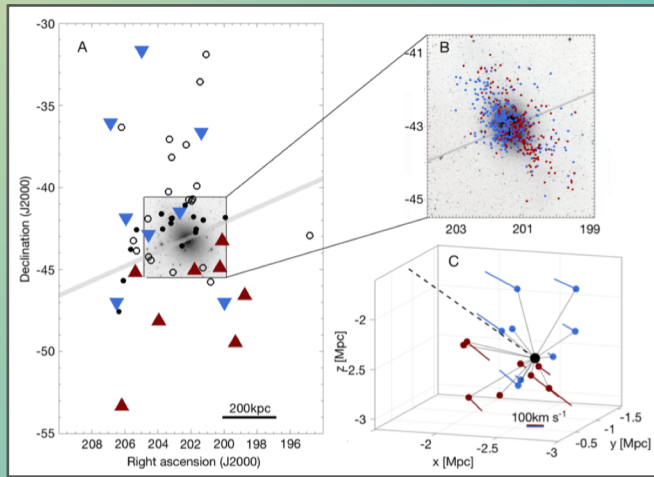 A
-30
-35
-40
-45
-50
-55
Declination (J2000)
200kpc
208 206 204 202 200 198 196
Right ascension (J2000)
B
-41
-43
-45
203 201 199
C
-2
-2.5
-3
z [Mpc]
100km s⁻¹
-2
-2.5
-3
x [Mpc]
-1.5
-1
-0.5
y [Mpc]